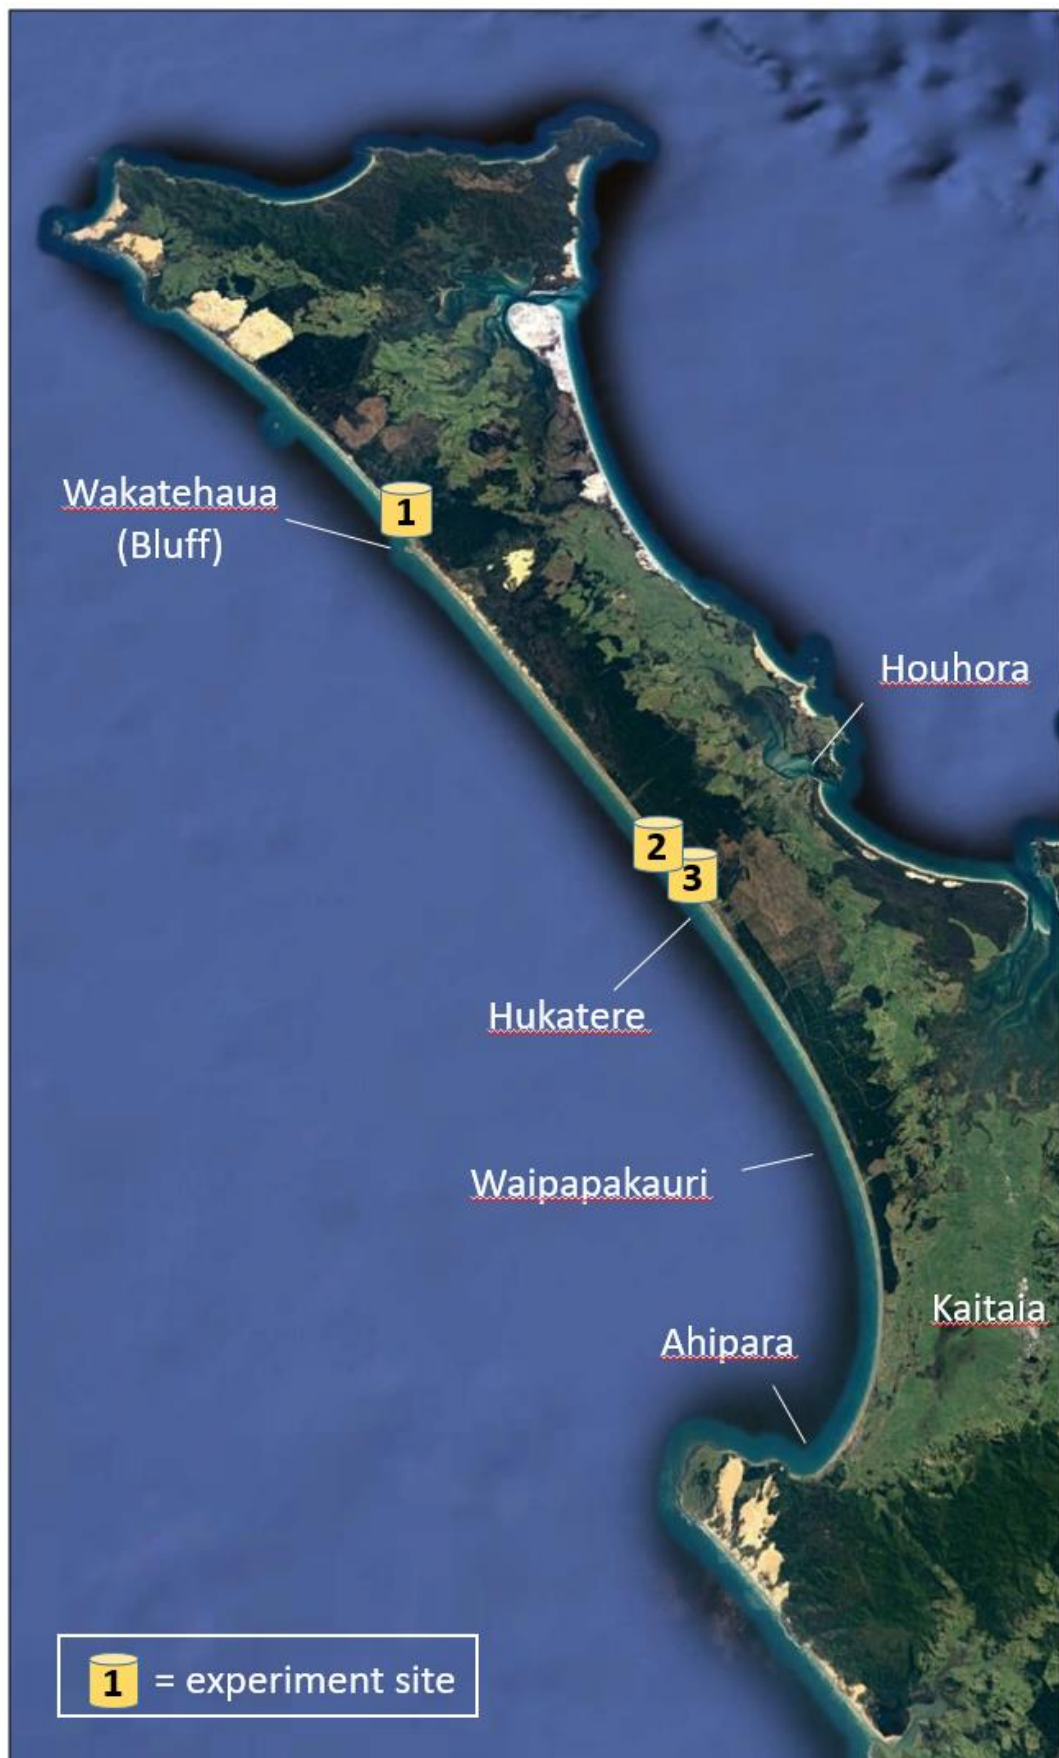 Wakatehaua
(Bluff)
1
Houhora
2
3
Hukatere
Waipapakauri
Kaitaia
Ahipara
1 = experiment site